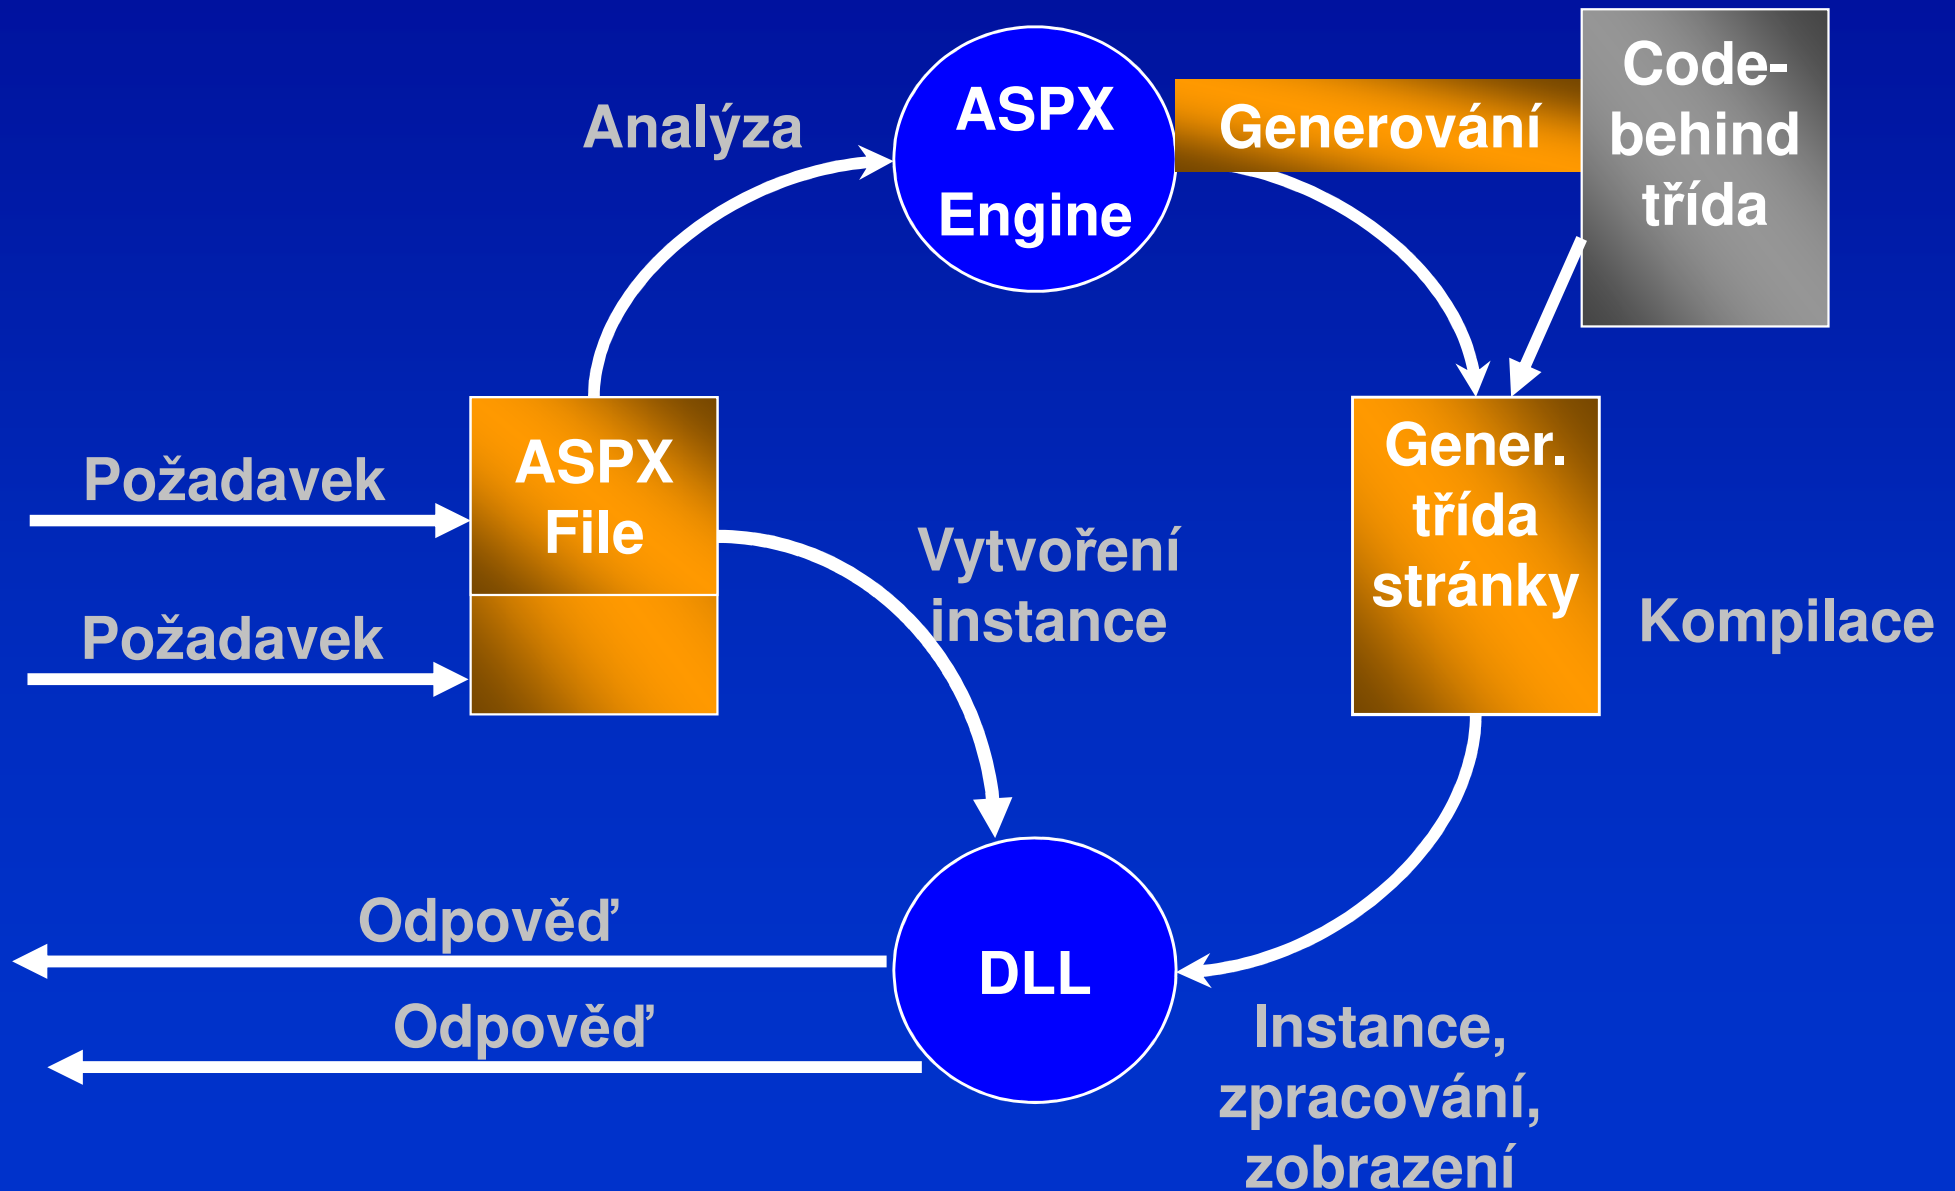 Analýza
ASPX
Engine
Generování
Code-
behind
třída
Požadavek
ASPX
File
Požadavek
Vytvoření
instance
Gener.
třída
stránky
Kompilace
Odpověď
Odpověď
DLL
Instance,
zpracování,
zobrazení